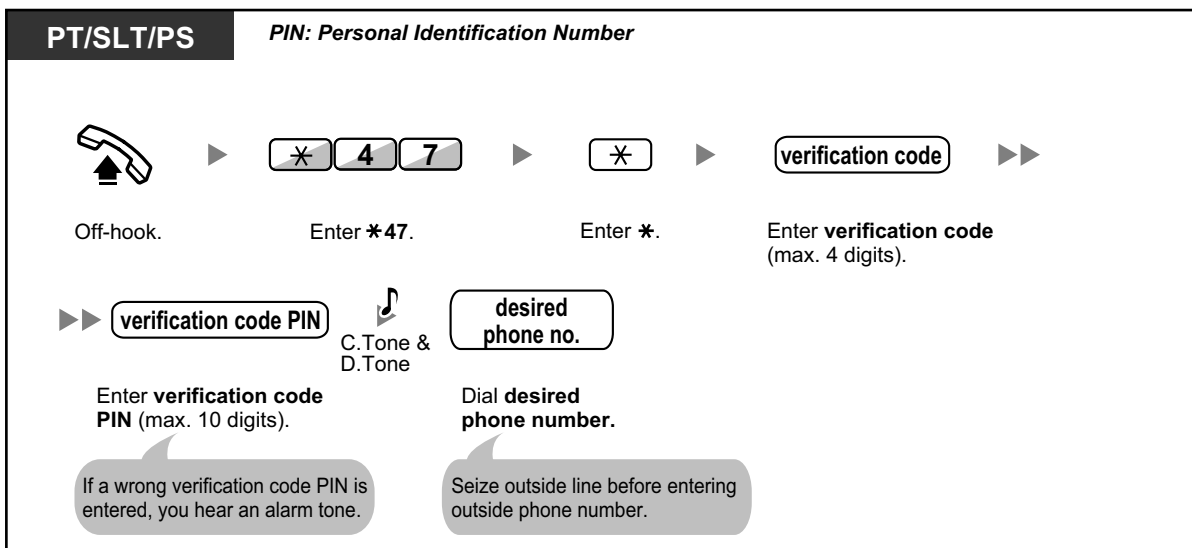 PT/SLT/PS
PIN: Personal Identification Number
* 4 7
*
verification code
Off-hook.
Enter *47.
Enter *.
Enter verification code
(max. 4 digits).
verification code PIN
C.Tone &
D.Tone
desired
phone no.
Enter verification code
PIN (max. 10 digits).
Dial desired
phone number.
If a wrong verification code PIN is
entered, you hear an alarm tone.
Seize outside line before entering
outside phone number.